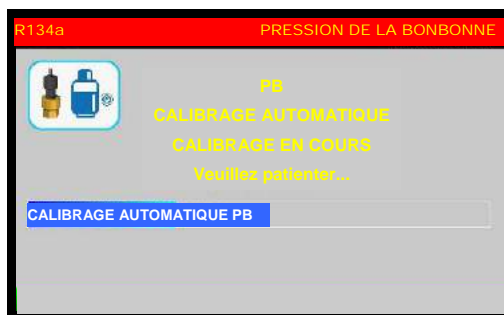 R134a PRESSION DE LA BONBONNE
PB
CALIBRAGE AUTOMATIQUE
CALIBRAGE EN COURS
Veuillez patienter...
CALIBRAGE AUTOMATIQUE PB